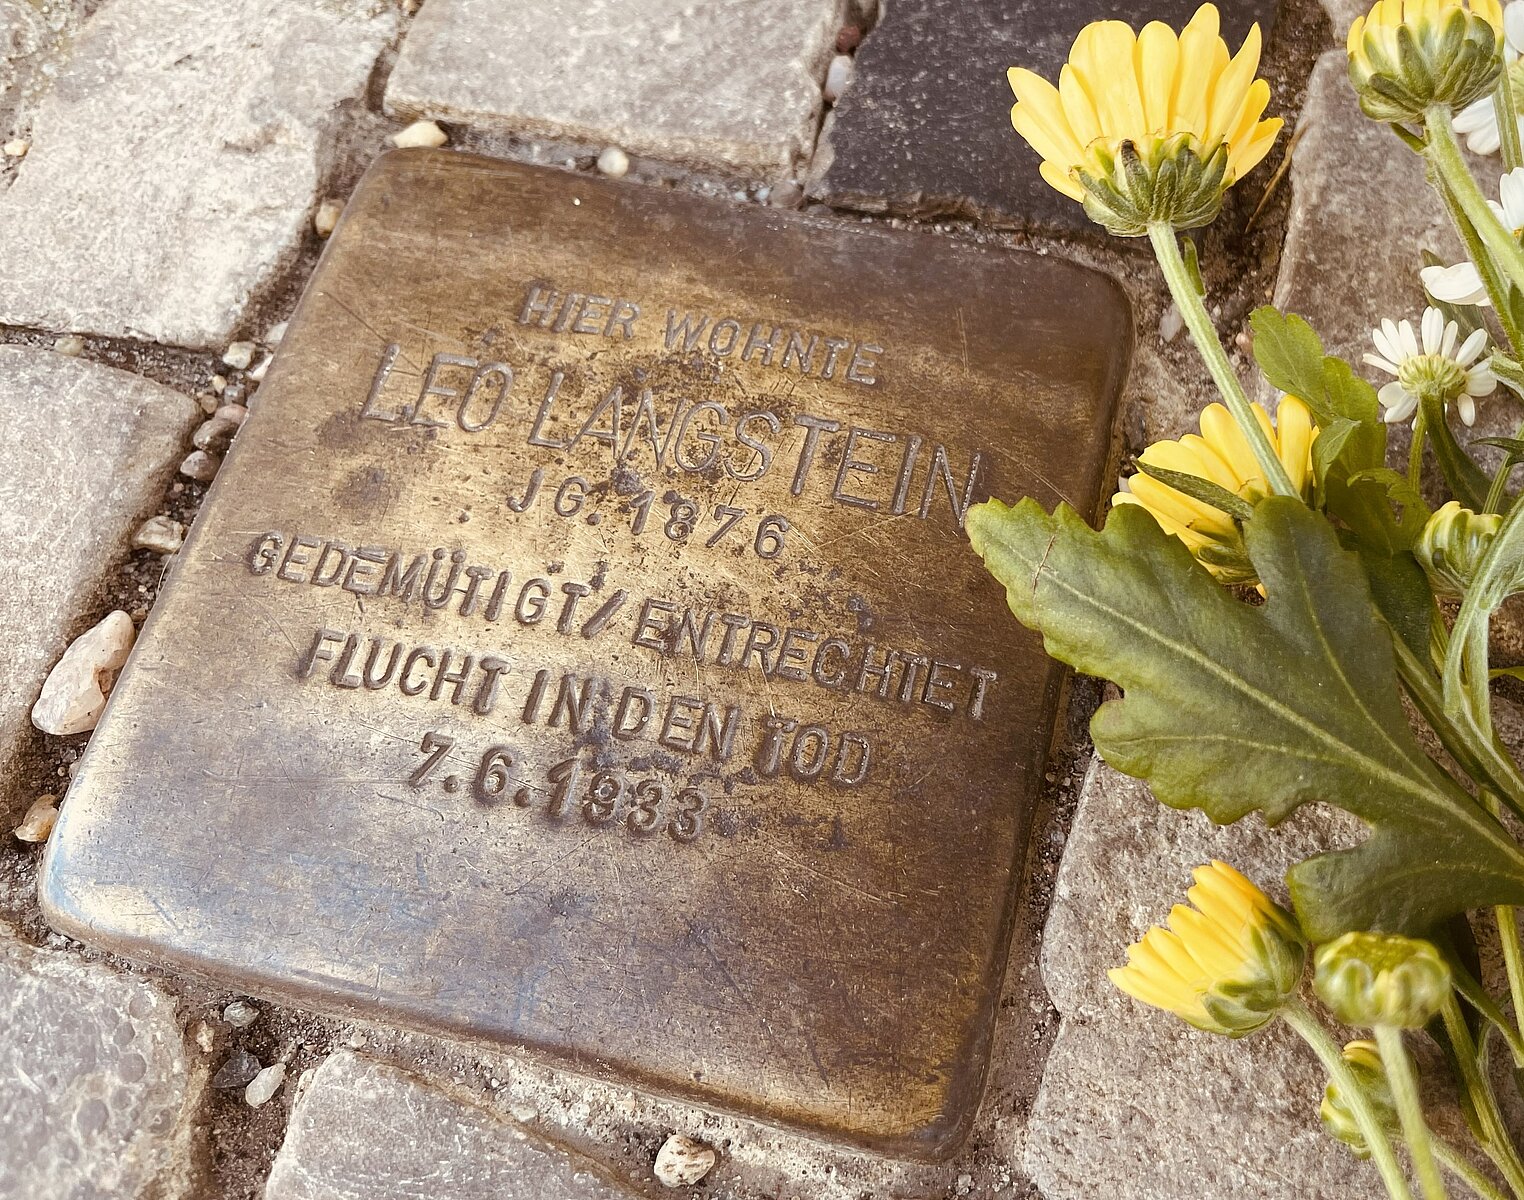 HIER WOHNTE
LEO LANGSTEIN
JG. 1876
GEDEMÜTIGT/ENTRECHTET
FLUCHT IN DEN TOD
7.6.1933